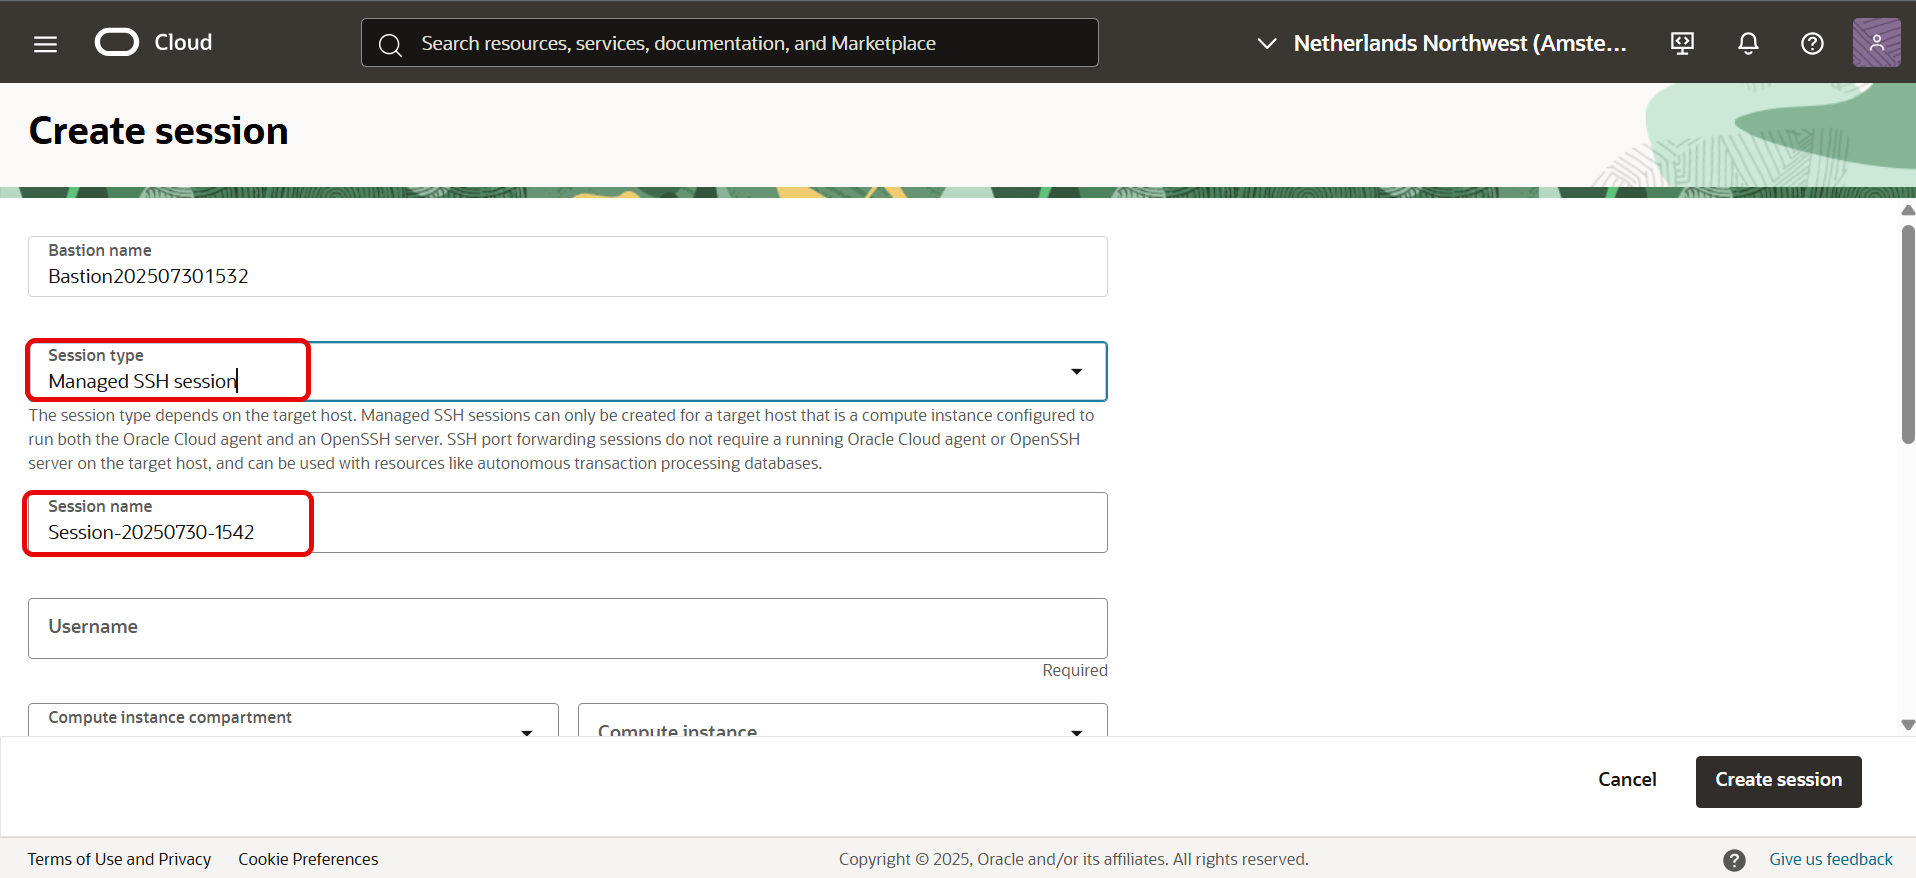 Cloud
Search resources, services, documentation, and Marketplace
Netherlands Northwest (Amste...
Create session
Bastion name
Bastion202507301532
Session type
Managed SSH session
The session type depends on the target host. Managed SSH sessions can only be created for a target host that is a compute instance configured to
run both the Oracle Cloud agent and an OpenSSH server. SSH port forwarding sessions do not require a running Oracle Cloud agent or OpenSSH
server on the target host, and can be used with resources like autonomous transaction processing databases.
Session name
Session-20250730-1542
Username
Required
Compute instance compartment
Compute instance
Cancel
Create session
Terms of Use and Privacy
Cookie Preferences
Copyright © 2025, Oracle and/or its affiliates. All rights reserved.
Give us feedback